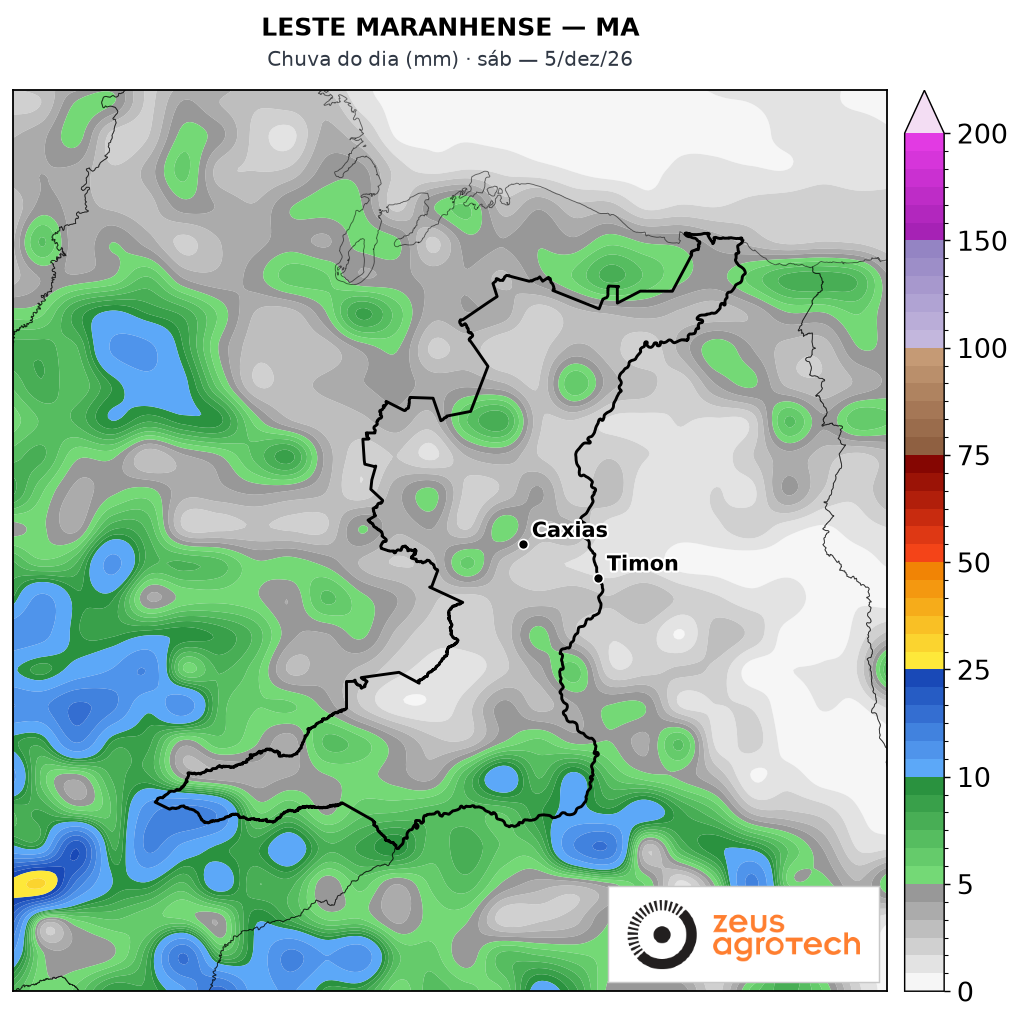 LESTE MARANHENSE — MA
Chuva do dia (mm) · sáb — 5/dez/26
200
150
100
75
50
25
10
5
0
Caxias
Timon
zeus
agrotech